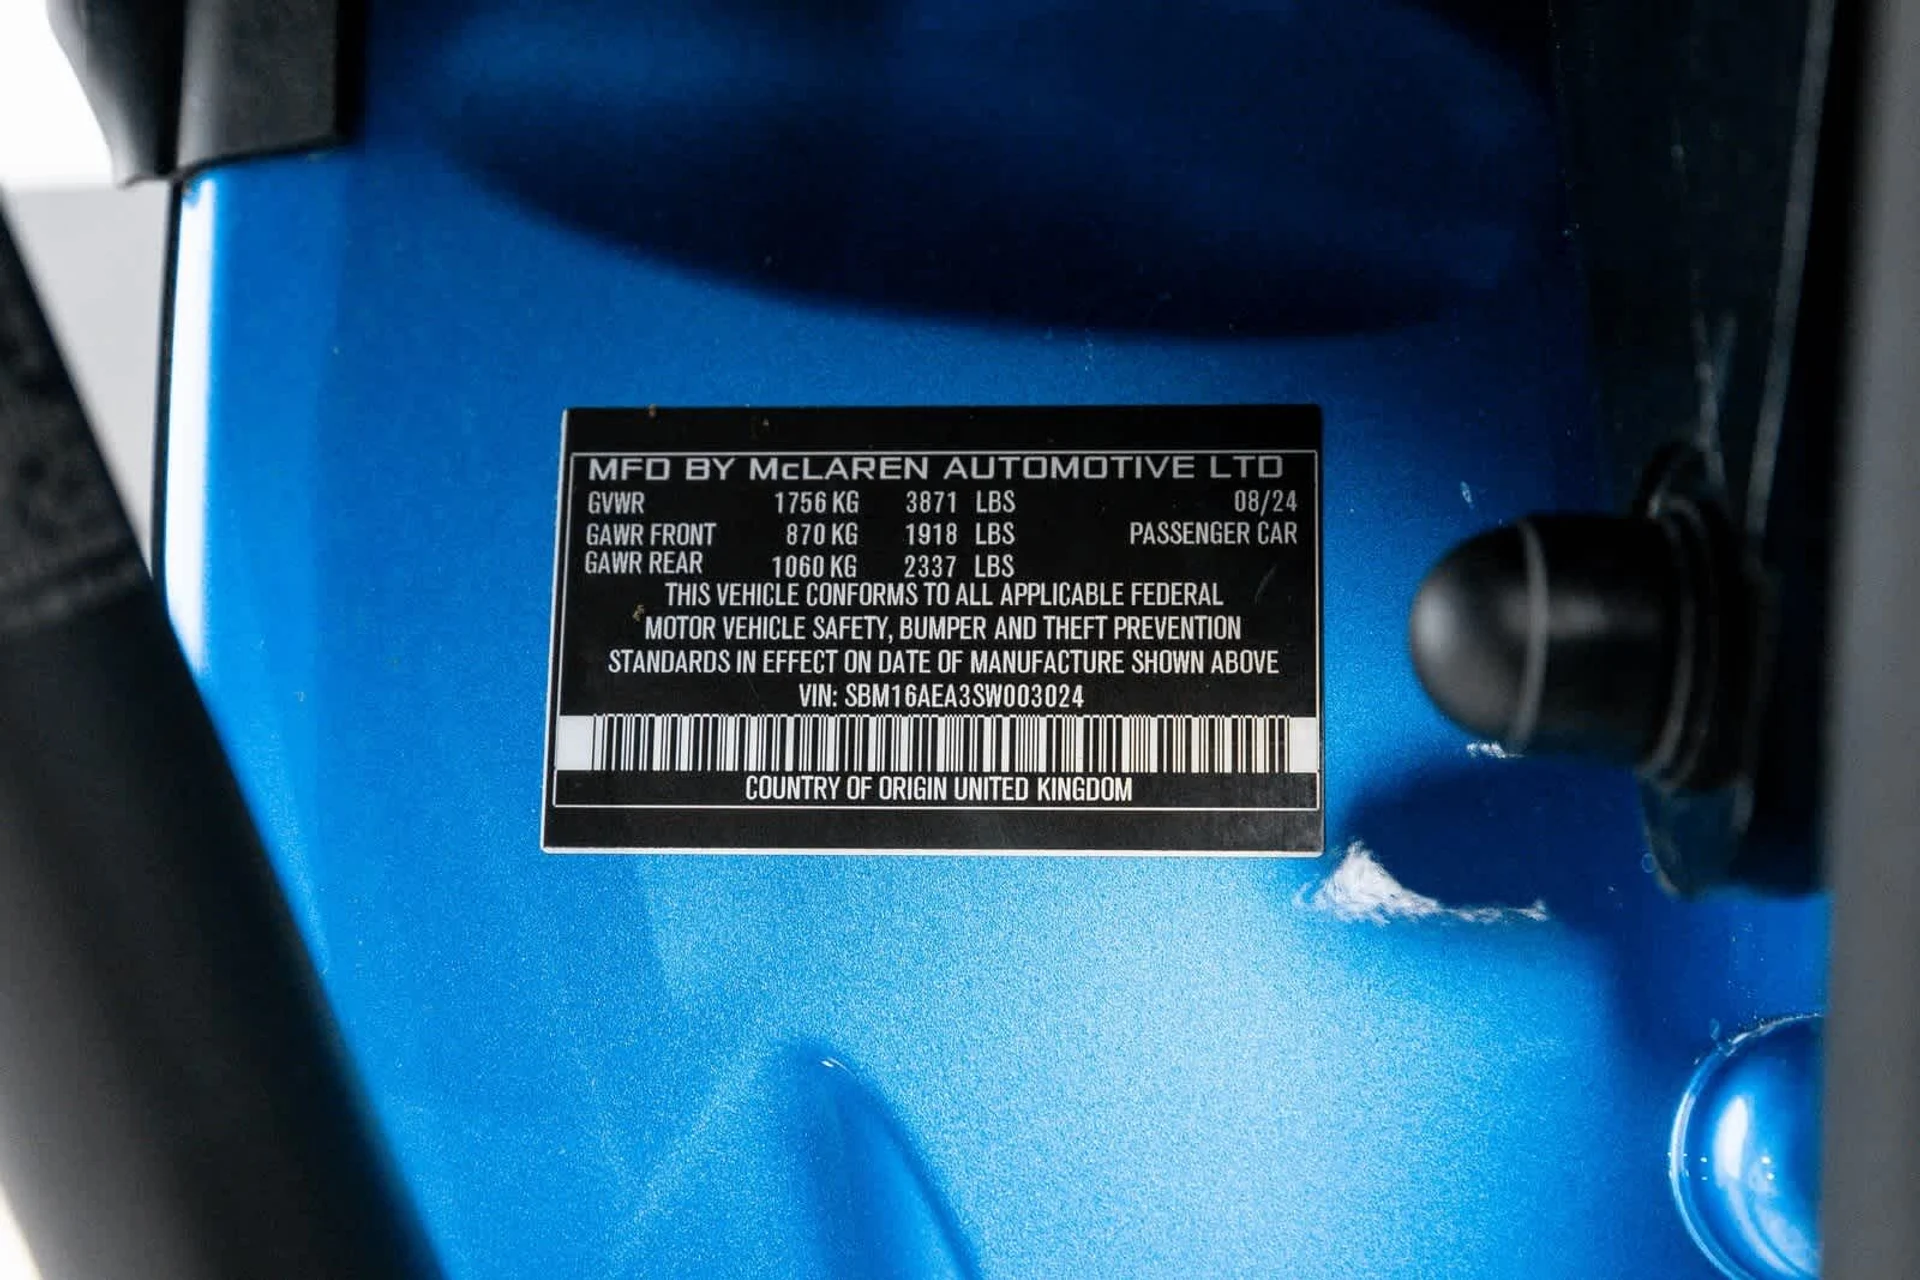 MFD BY McLAREN AUTOMOTIVE LTD
GVWR 1756 KG 3871 LBS 08/24
GAWR FRONT 870 KG 1918 LBS PASSENGER CAR
GAWR REAR 1060 KG 2337 LBS
THIS VEHICLE CONFORMS TO ALL APPLICABLE FEDERAL
MOTOR VEHICLE SAFETY, BUMPER AND THEFT PREVENTION
STANDARDS IN EFFECT ON DATE OF MANUFACTURE SHOWN ABOVE
VIN: SBM16AEA3SW003024
COUNTRY OF ORIGIN UNITED KINGDOM